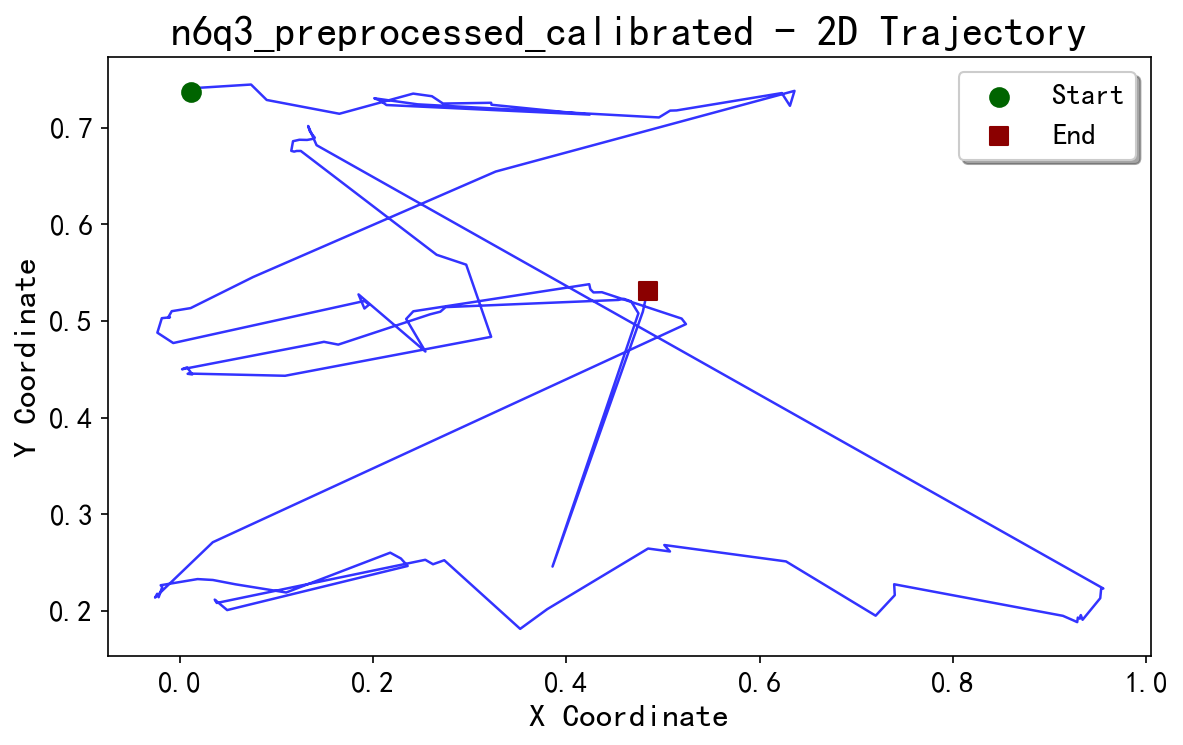 n6q3_preprocessed_calibrated - 2D Trajectory
Start
End
0.7
0.6
0.5
0.4
0.3
0.2
Y Coordinate
0.0 0.2 0.4 0.6 0.8 1.0
X Coordinate